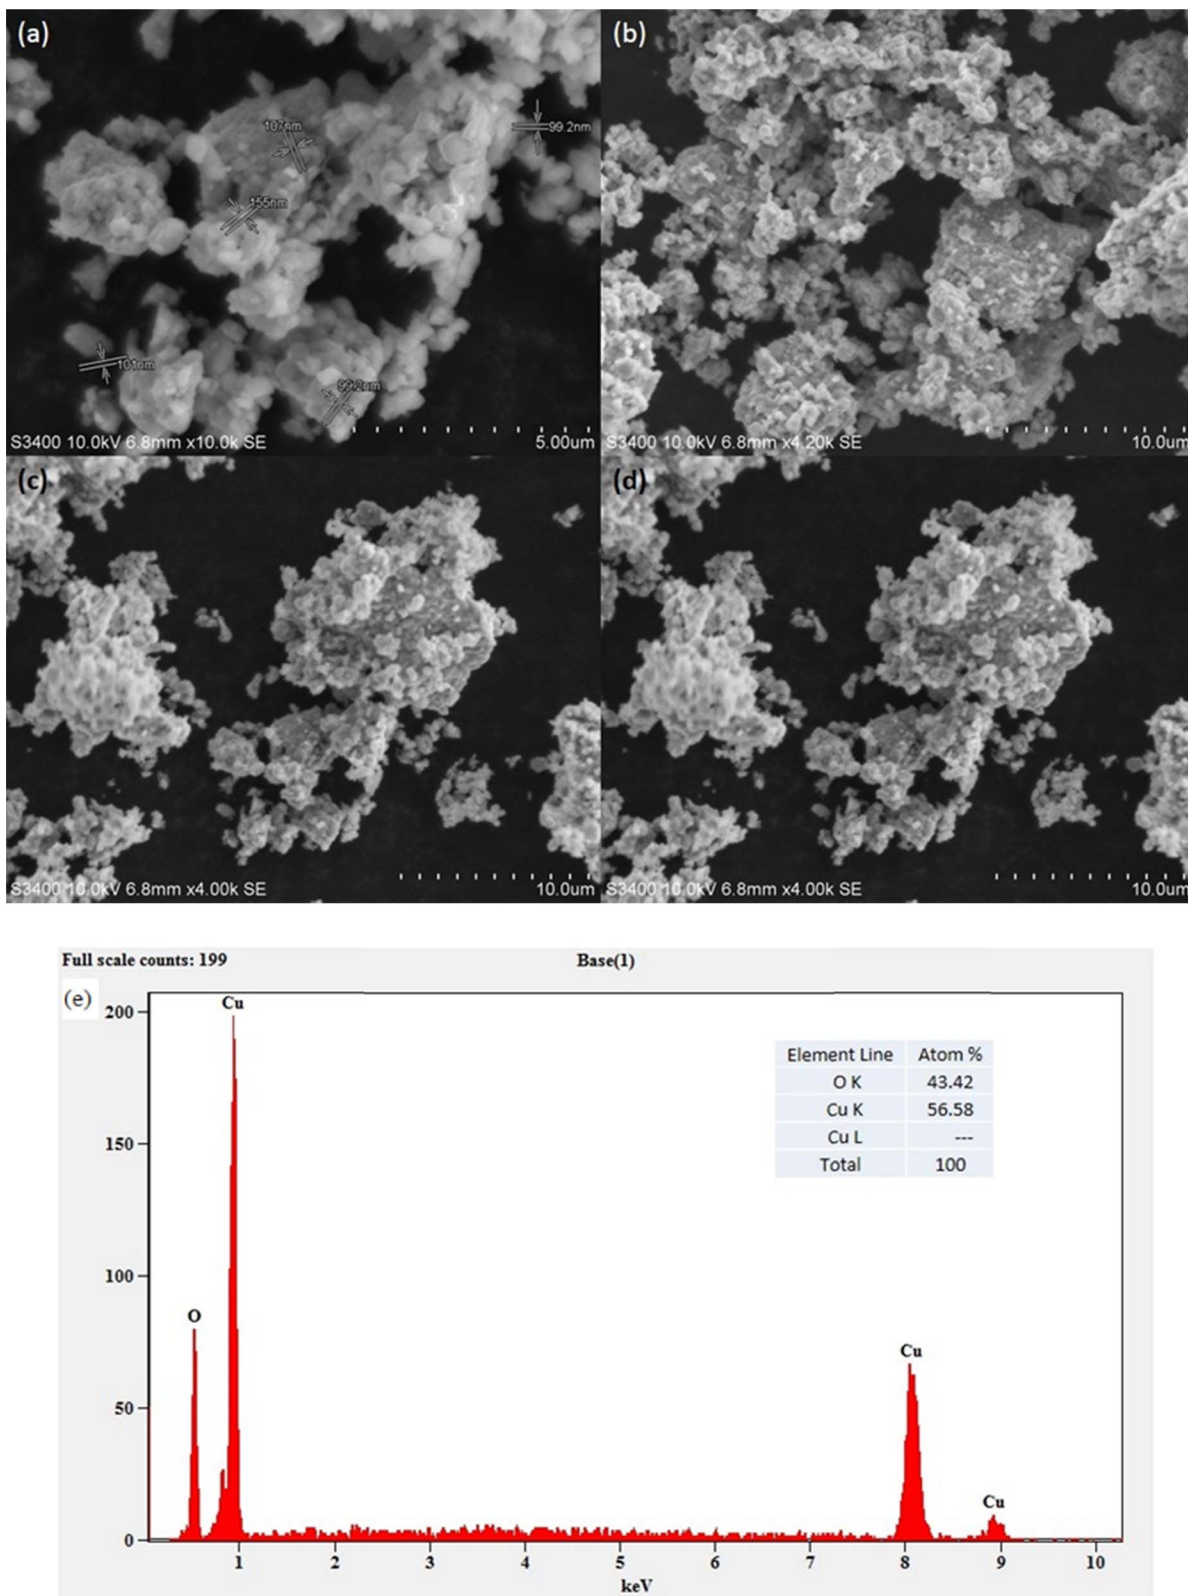 (a)
107nm
99.2nm
155nm
101nm
99.2nm
S3400 10.0kV 6.8mm x10.0k SE 5.00um
(b)
S3400 10.0kV 6.8mm x4.20k SE 10.0um
(c)
S3400 10.0kV 6.8mm x4.00k SE 10.0um
(d)
S3400 10.0kV 6.8mm x4.00k SE 10.0um
Full scale counts: 199 Base(1)
(e)
200
150
100
50
0
Cu
O
Cu
Cu
Element Line Atom %
O K 43.42
Cu K 56.58
Cu L ---
Total 100
1 2 3 4 5 6 7 8 9 10
keV